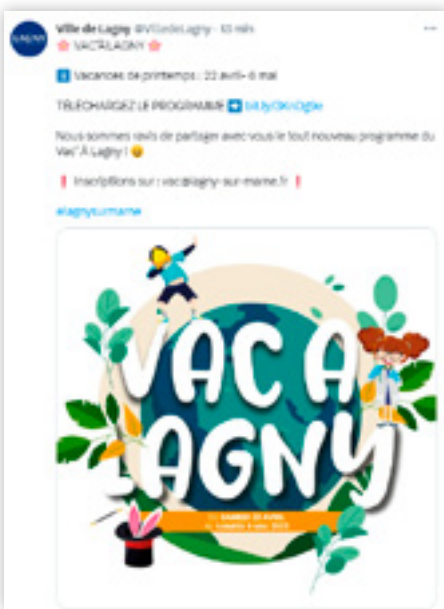 LAGNY
Ville de Lagny @VilledeLagny
VAC'À LAGNY
Vacances de printemps : 22 avril- 6 mai
TÉLÉCHARGEZ LE PROGRAMME
Nous sommes ravis de partager avec vous le tout nouveau programme du
Vac' À Lagny !
Inscriptions sur : vac@lagny-sur-marne.fr
#lagnysurmarne
VAC A
LAGNY